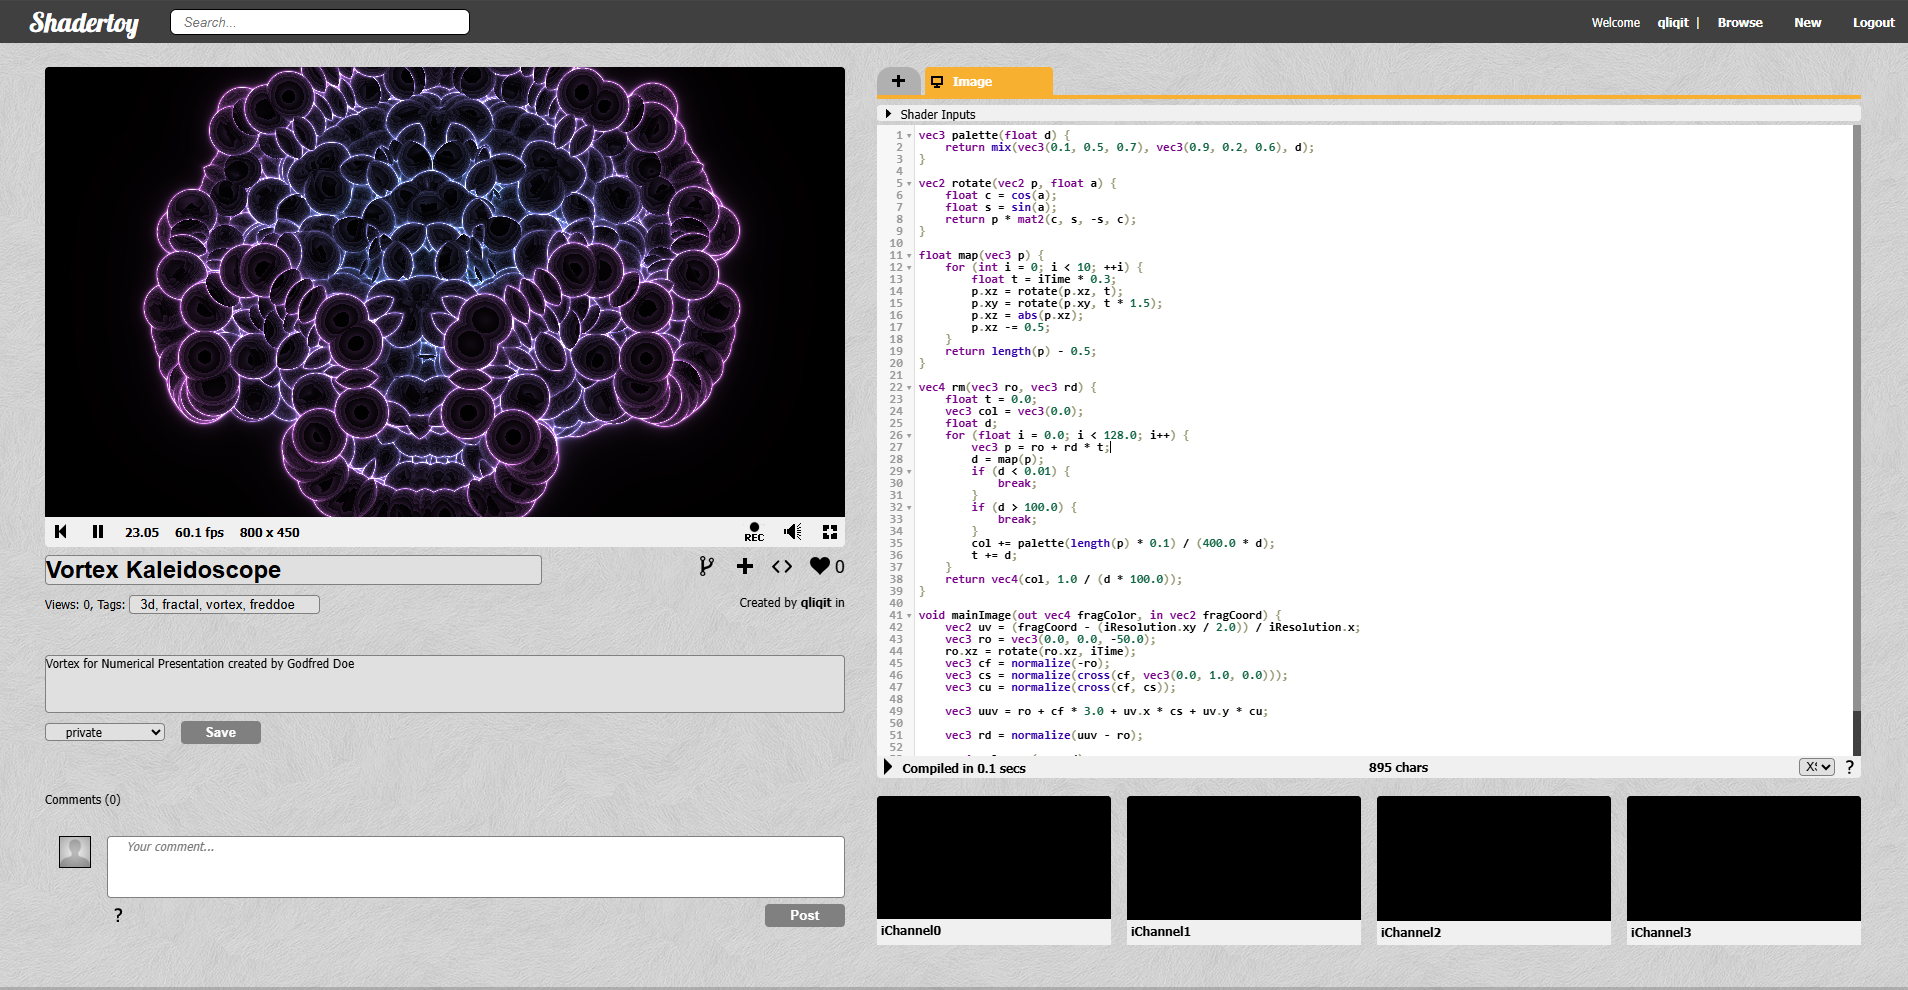 Shadertoy
Search...
Welcome qliqit | Browse New Logout
23.05 60.1 fps 800 x 450
REC
Vortex Kaleidoscope
0
Views: 0, Tags: 3d, fractal, vortex, freddoe
Created by qliqit in
Vortex for Numerical Presentation created by Godfred Doe
private
Save
Comments (0)
Your comment...
?
Post
+ Image
Shader Inputs
1 vec3 palette(float d) {
2     return mix(vec3(0.1, 0.5, 0.7), vec3(0.9, 0.2, 0.6), d);
3 }
4
5 vec2 rotate(vec2 p, float a) {
6     float c = cos(a);
7     float s = sin(a);
8     return p * mat2(c, s, -s, c);
9 }
10
11 float map(vec3 p) {
12     for (int i = 0; i < 10; ++i) {
13         float t = iTime * 0.3;
14         p.xz = rotate(p.xz, t);
15         p.xy = rotate(p.xy, t * 1.5);
16         p.xz = abs(p.xz);
17         p.xz -= 0.5;
18     }
19     return length(p) - 0.5;
20 }
21
22 vec4 rm(vec3 ro, vec3 rd) {
23     float t = 0.0;
24     vec3 col = vec3(0.0);
25     float d;
26     for (float i = 0.0; i < 128.0; i++) {
27         vec3 p = ro + rd * t;
28         d = map(p);
29         if (d < 0.01) {
30             break;
31         }
32         if (d > 100.0) {
33             break;
34         }
35         col += palette(length(p) * 0.1) / (400.0 * d);
36         t += d;
37     }
38     return vec4(col, 1.0 / (d * 100.0));
39 }
40
41 void mainImage(out vec4 fragColor, in vec2 fragCoord) {
42     vec2 uv = (fragCoord - (iResolution.xy / 2.0)) / iResolution.x;
43     vec3 ro = vec3(0.0, 0.0, -50.0);
44     ro.xz = rotate(ro.xz, iTime);
45     vec3 cf = normalize(-ro);
46     vec3 cs = normalize(cross(cf, vec3(0.0, 1.0, 0.0)));
47     vec3 cu = normalize(cross(cf, cs));
48
49     vec3 uuv = ro + cf * 3.0 + uv.x * cs + uv.y * cu;
50
51     vec3 rd = normalize(uuv - ro);
52
Compiled in 0.1 secs 895 chars ?
iChannel0 iChannel1 iChannel2 iChannel3